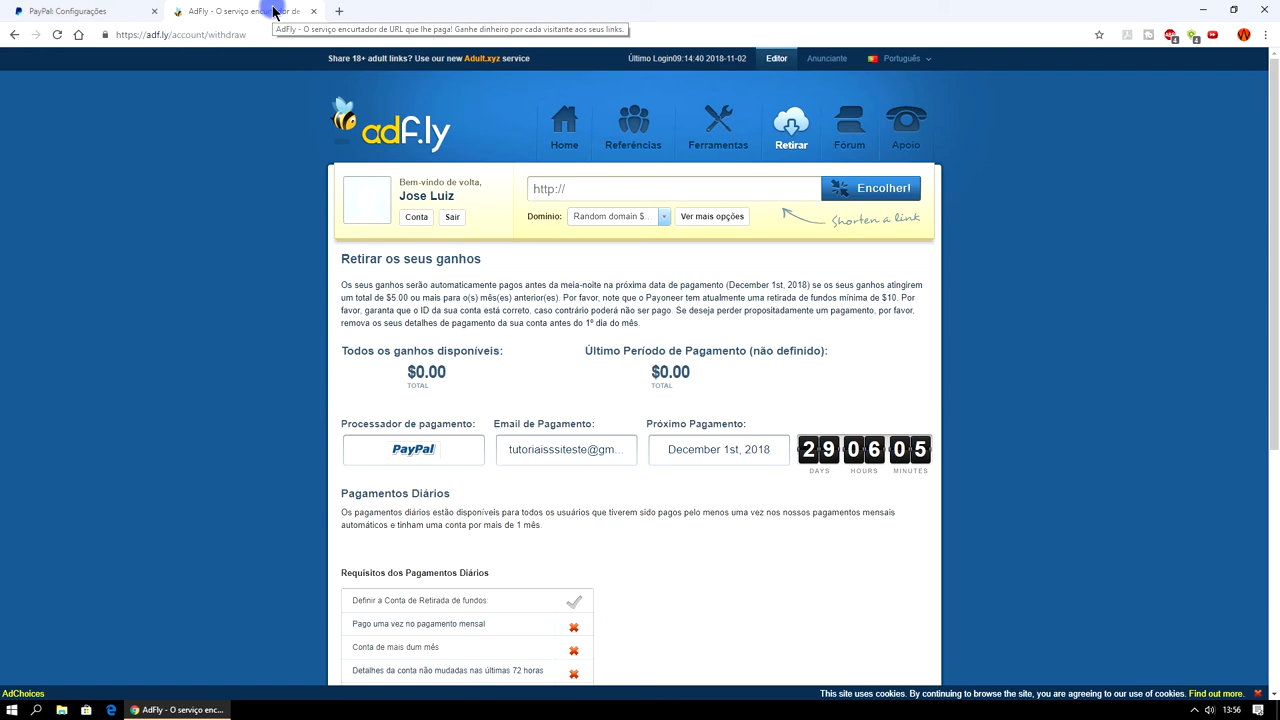 PayPal: Configurações
AdFly - O serviço encurtador de
AdFly - O serviço encurtador de URL que lhe paga! Ganhe dinheiro por cada visitante aos seus links.
https://adf.ly/account/withdraw
Share 18+ adult links? Use our new Adult.xyz service
Último Login09:14:40 2018-11-02
Editor
Anunciante
Português
adf.ly
Home
Referências
Ferramentas
Retirar
Fórum
Apoio
Bem-vindo de volta,
Jose Luiz
Conta
Sair
http://
Encolher!
Domínio:
Random domain $...
Ver mais opções
Shorten a link
Retirar os seus ganhos
Os seus ganhos serão automaticamente pagos antes da meia-noite na próxima data de pagamento (December 1st, 2018) se os seus ganhos atingirem
um total de $5.00 ou mais para o(s) mês(es) anterior(es). Por favor, note que o Payoneer tem atualmente uma retirada de fundos mínima de $10. Por
favor, garanta que o ID da sua conta está correto, caso contrário poderá não ser pago. Se deseja perder propositadamente um pagamento, por favor,
remova os seus detalhes de pagamento da sua conta antes do 1º dia do mês.
Todos os ganhos disponíveis:
Último Período de Pagamento (não definido):
$0.00
$0.00
TOTAL
TOTAL
Processador de pagamento:
Email de Pagamento:
Próximo Pagamento:
PayPal
tutoriaisssiteste@gm...
December 1st, 2018
29 06 05
DAYS HOURS MINUTES
Pagamentos Diários
Os pagamentos diários estão disponíveis para todos os usuários que tiverem sido pagos pelo menos uma vez nos nossos pagamentos mensais
automáticos e tinham uma conta por mais de 1 mês.
Requisitos dos Pagamentos Diários
Definir a Conta de Retirada de fundos:
Pago uma vez no pagamento mensal
Conta de mais dum mês
Detalhes da conta não mudadas nas últimas 72 horas
AdChoices
This site uses cookies. By continuing to browse the site, you are agreeing to our use of cookies. Find out more.
AdFly - O serviço enc...
13:56